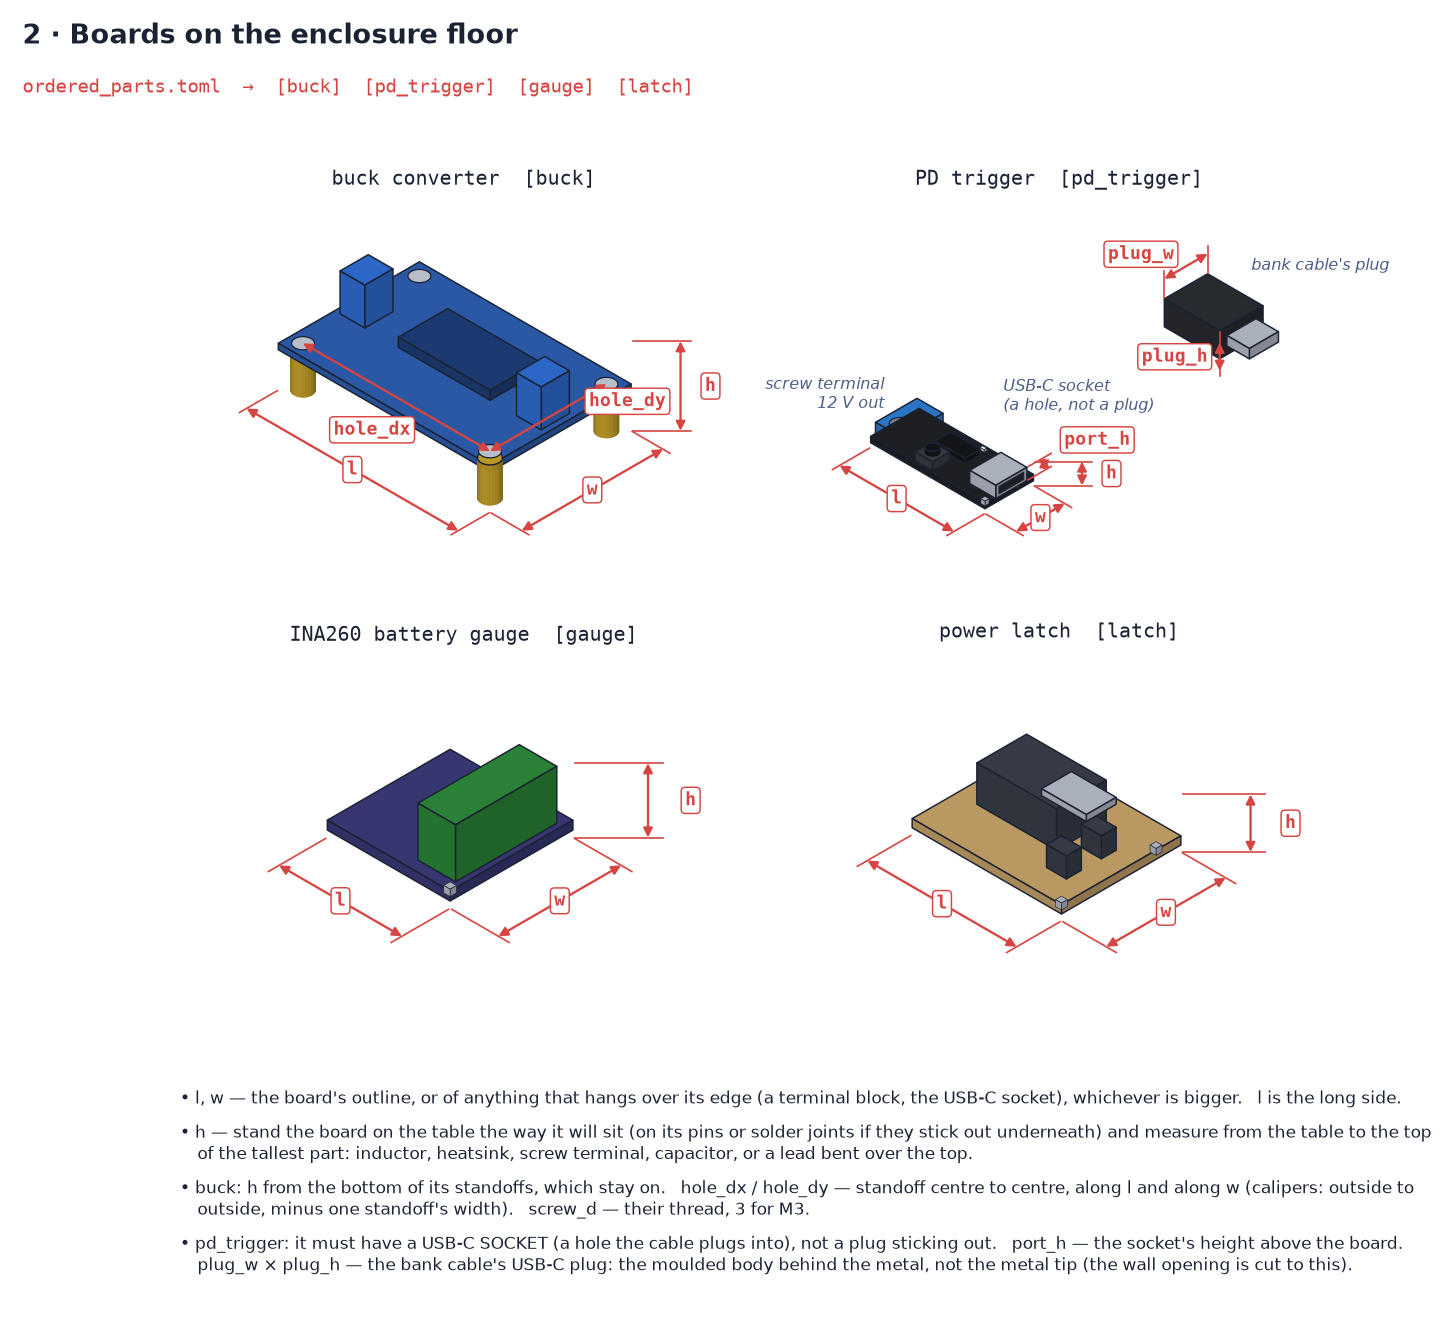 2 · Boards on the enclosure floor
ordered_parts.toml → [buck] [pd_trigger] [gauge] [latch]
buck converter [buck]
PD trigger [pd_trigger]
plug_w
bank cable's plug
plug_h
h
hole_dy
hole_dx
l
w
screw terminal
12 V out
USB-C socket
(a hole, not a plug)
port_h
h
l
w
INA260 battery gauge [gauge]
power latch [latch]
h
l
w
h
l
w
• l, w — the board's outline, or of anything that hangs over its edge (a terminal block, the USB-C socket), whichever is bigger. l is the long side.
• h — stand the board on the table the way it will sit (on its pins or solder joints if they stick out underneath) and measure from the table to the top
of the tallest part: inductor, heatsink, screw terminal, capacitor, or a lead bent over the top.
• buck: h from the bottom of its standoffs, which stay on. hole_dx / hole_dy — standoff centre to centre, along l and along w (calipers: outside to
outside, minus one standoff's width). screw_d — their thread, 3 for M3.
• pd_trigger: it must have a USB-C SOCKET (a hole the cable plugs into), not a plug sticking out. port_h — the socket's height above the board.
plug_w × plug_h — the bank cable's USB-C plug: the moulded body behind the metal, not the metal tip (the wall opening is cut to this).